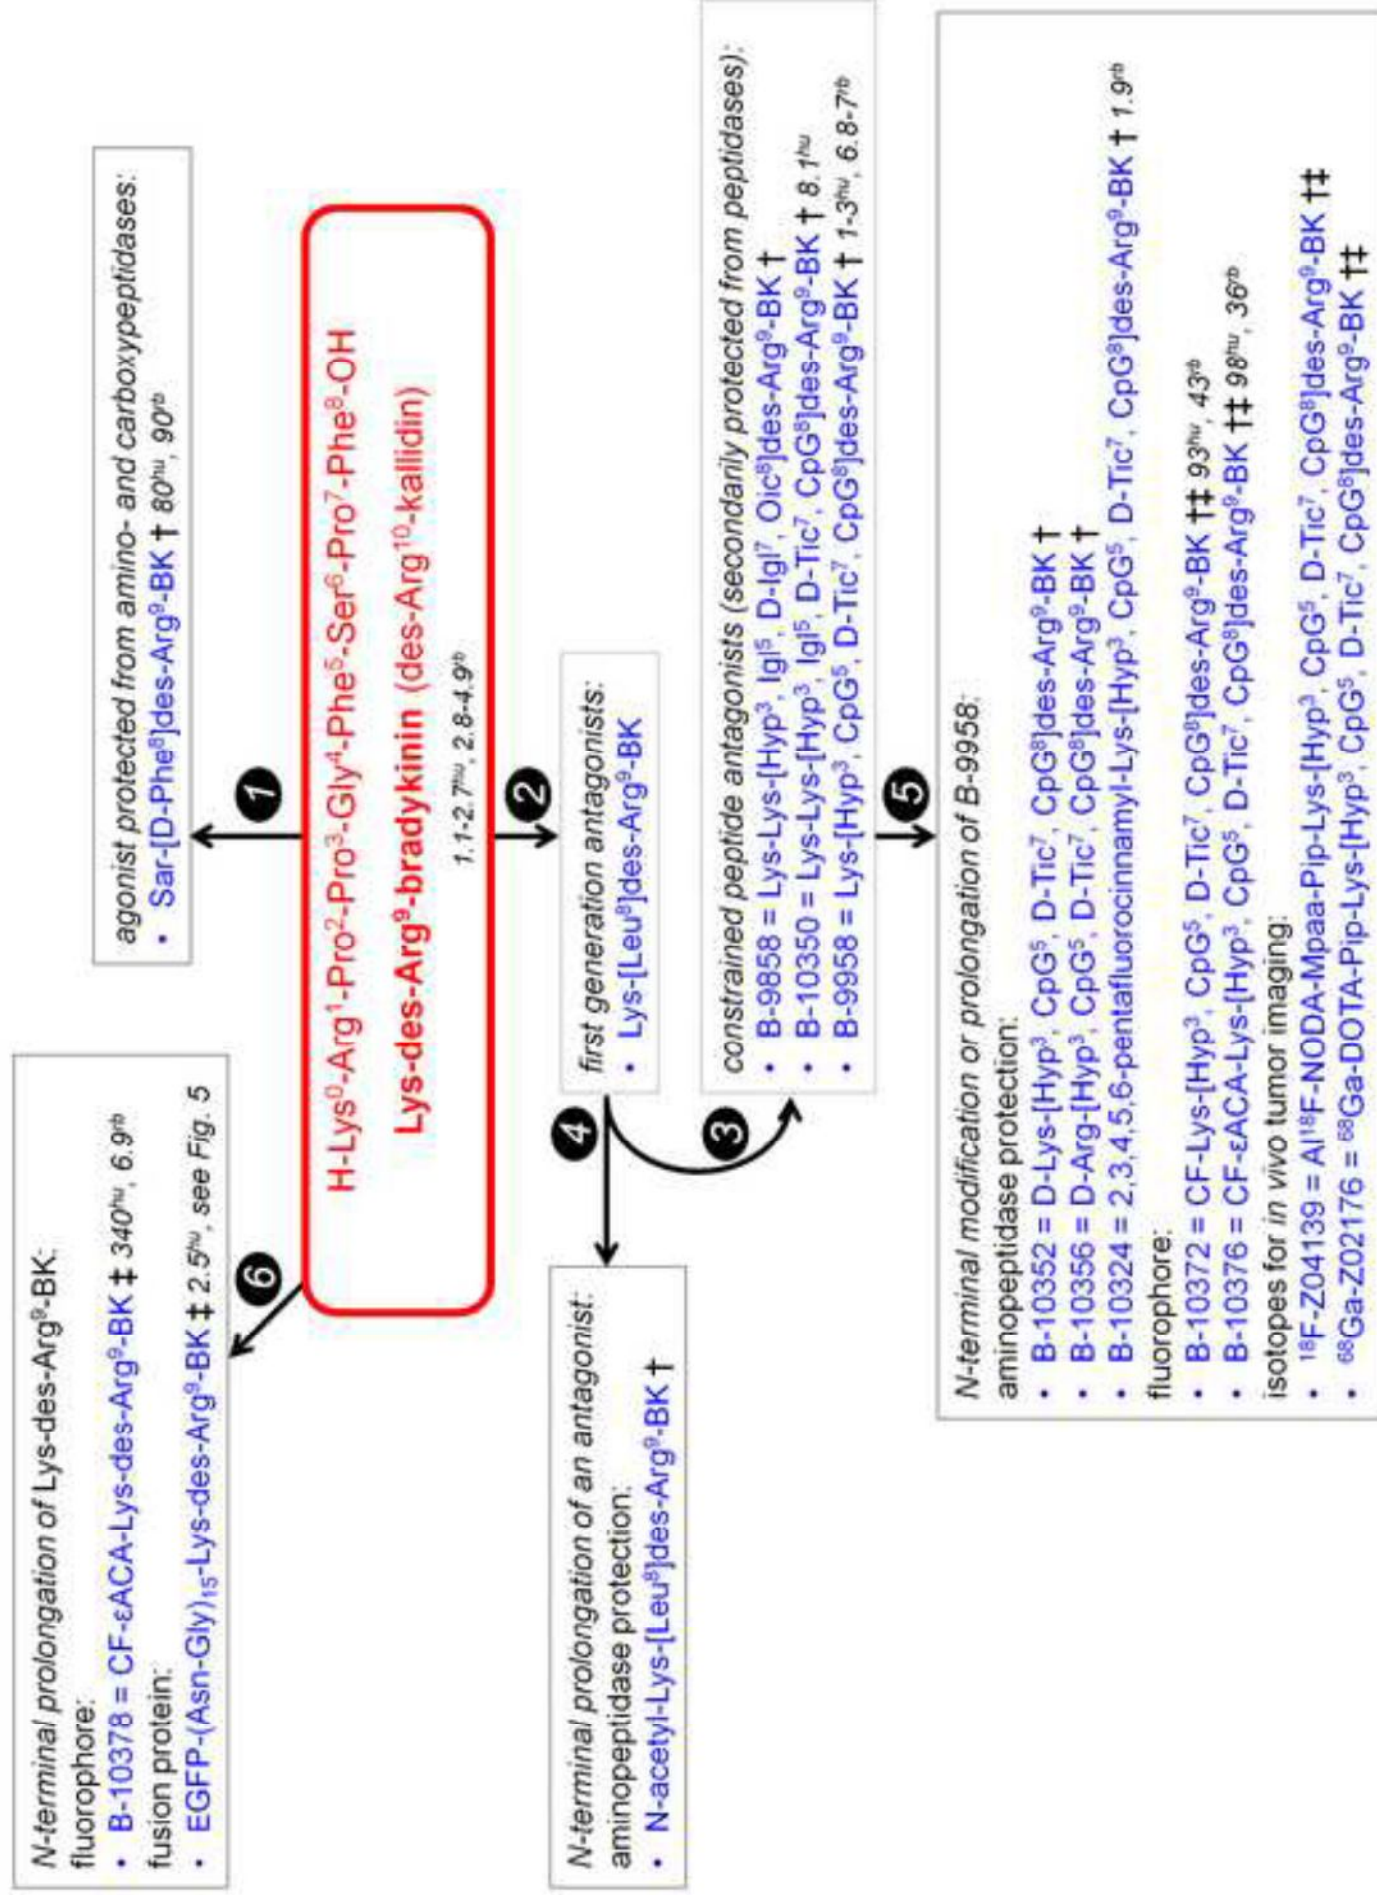 N-terminal prolongation of Lys-des-Arg⁹-BK:
fluorophore:
• B-10378 = CF-εACA-Lys-des-Arg⁹-BK ‡ 340ʰᵘ, 6.9ʳᵇ
fusion protein:
• EGFP-(Asn-Gly)₁₅-Lys-des-Arg⁹-BK ‡ 2.5ʰᵘ, see Fig. 5
agonist protected from amino- and carboxypeptidases:
• Sar-[D-Phe⁸]des-Arg⁹-BK † 80ʰᵘ, 90ʳᵇ
6
1
H-Lys⁰-Arg¹-Pro²-Pro³-Gly⁴-Phe⁵-Ser⁶-Pro⁷-Phe⁸-OH
Lys-des-Arg⁹-bradykinin (des-Arg¹⁰-kallidin)
1.1-2.7ʰᵘ, 2.8-4.9ʳᵇ
2
first generation antagonists:
• Lys-[Leu⁸]des-Arg⁹-BK
4
3
N-terminal prolongation of an antagonist:
aminopeptidase protection:
• N-acetyl-Lys-[Leu⁸]des-Arg⁹-BK †
constrained peptide antagonists (secondarily protected from peptidases):
• B-9858 = Lys-Lys-[Hyp³, Igl⁵, D-Igl⁷, Oic⁸]des-Arg⁹-BK †
• B-10350 = Lys-Lys-[Hyp³, Igl⁵, D-Tic⁷, CpG⁸]des-Arg⁹-BK † 8.1ʰᵘ
• B-9958 = Lys-[Hyp³, CpG⁵, D-Tic⁷, CpG⁸]des-Arg⁹-BK † 1-3ʰᵘ, 6.8-7ʳᵇ
5
N-terminal modification or prolongation of B-9958:
aminopeptidase protection:
• B-10352 = D-Lys-[Hyp³, CpG⁵, D-Tic⁷, CpG⁸]des-Arg⁹-BK †
• B-10356 = D-Arg-[Hyp³, CpG⁵, D-Tic⁷, CpG⁸]des-Arg⁹-BK †
• B-10324 = 2,3,4,5,6-pentafluorocinnamyl-Lys-[Hyp³, CpG⁵, D-Tic⁷, CpG⁸]des-Arg⁹-BK † 1.9ʳᵇ
fluorophore:
• B-10372 = CF-Lys-[Hyp³, CpG⁵, D-Tic⁷, CpG⁸]des-Arg⁹-BK †‡ 93ʰᵘ, 43ʳᵇ
• B-10376 = CF-εACA-Lys-[Hyp³, CpG⁵, D-Tic⁷, CpG⁸]des-Arg⁹-BK †‡ 98ʰᵘ, 36ʳᵇ
isotopes for in vivo tumor imaging:
• ¹⁸F-Z04139 = Al¹⁸F-NODA-Mpaa-Pip-Lys-[Hyp³, CpG⁵, D-Tic⁷, CpG⁸]des-Arg⁹-BK †‡
• ⁶⁸Ga-Z02176 = ⁶⁸Ga-DOTA-Pip-Lys-[Hyp³, CpG⁵, D-Tic⁷, CpG⁸]des-Arg⁹-BK †‡